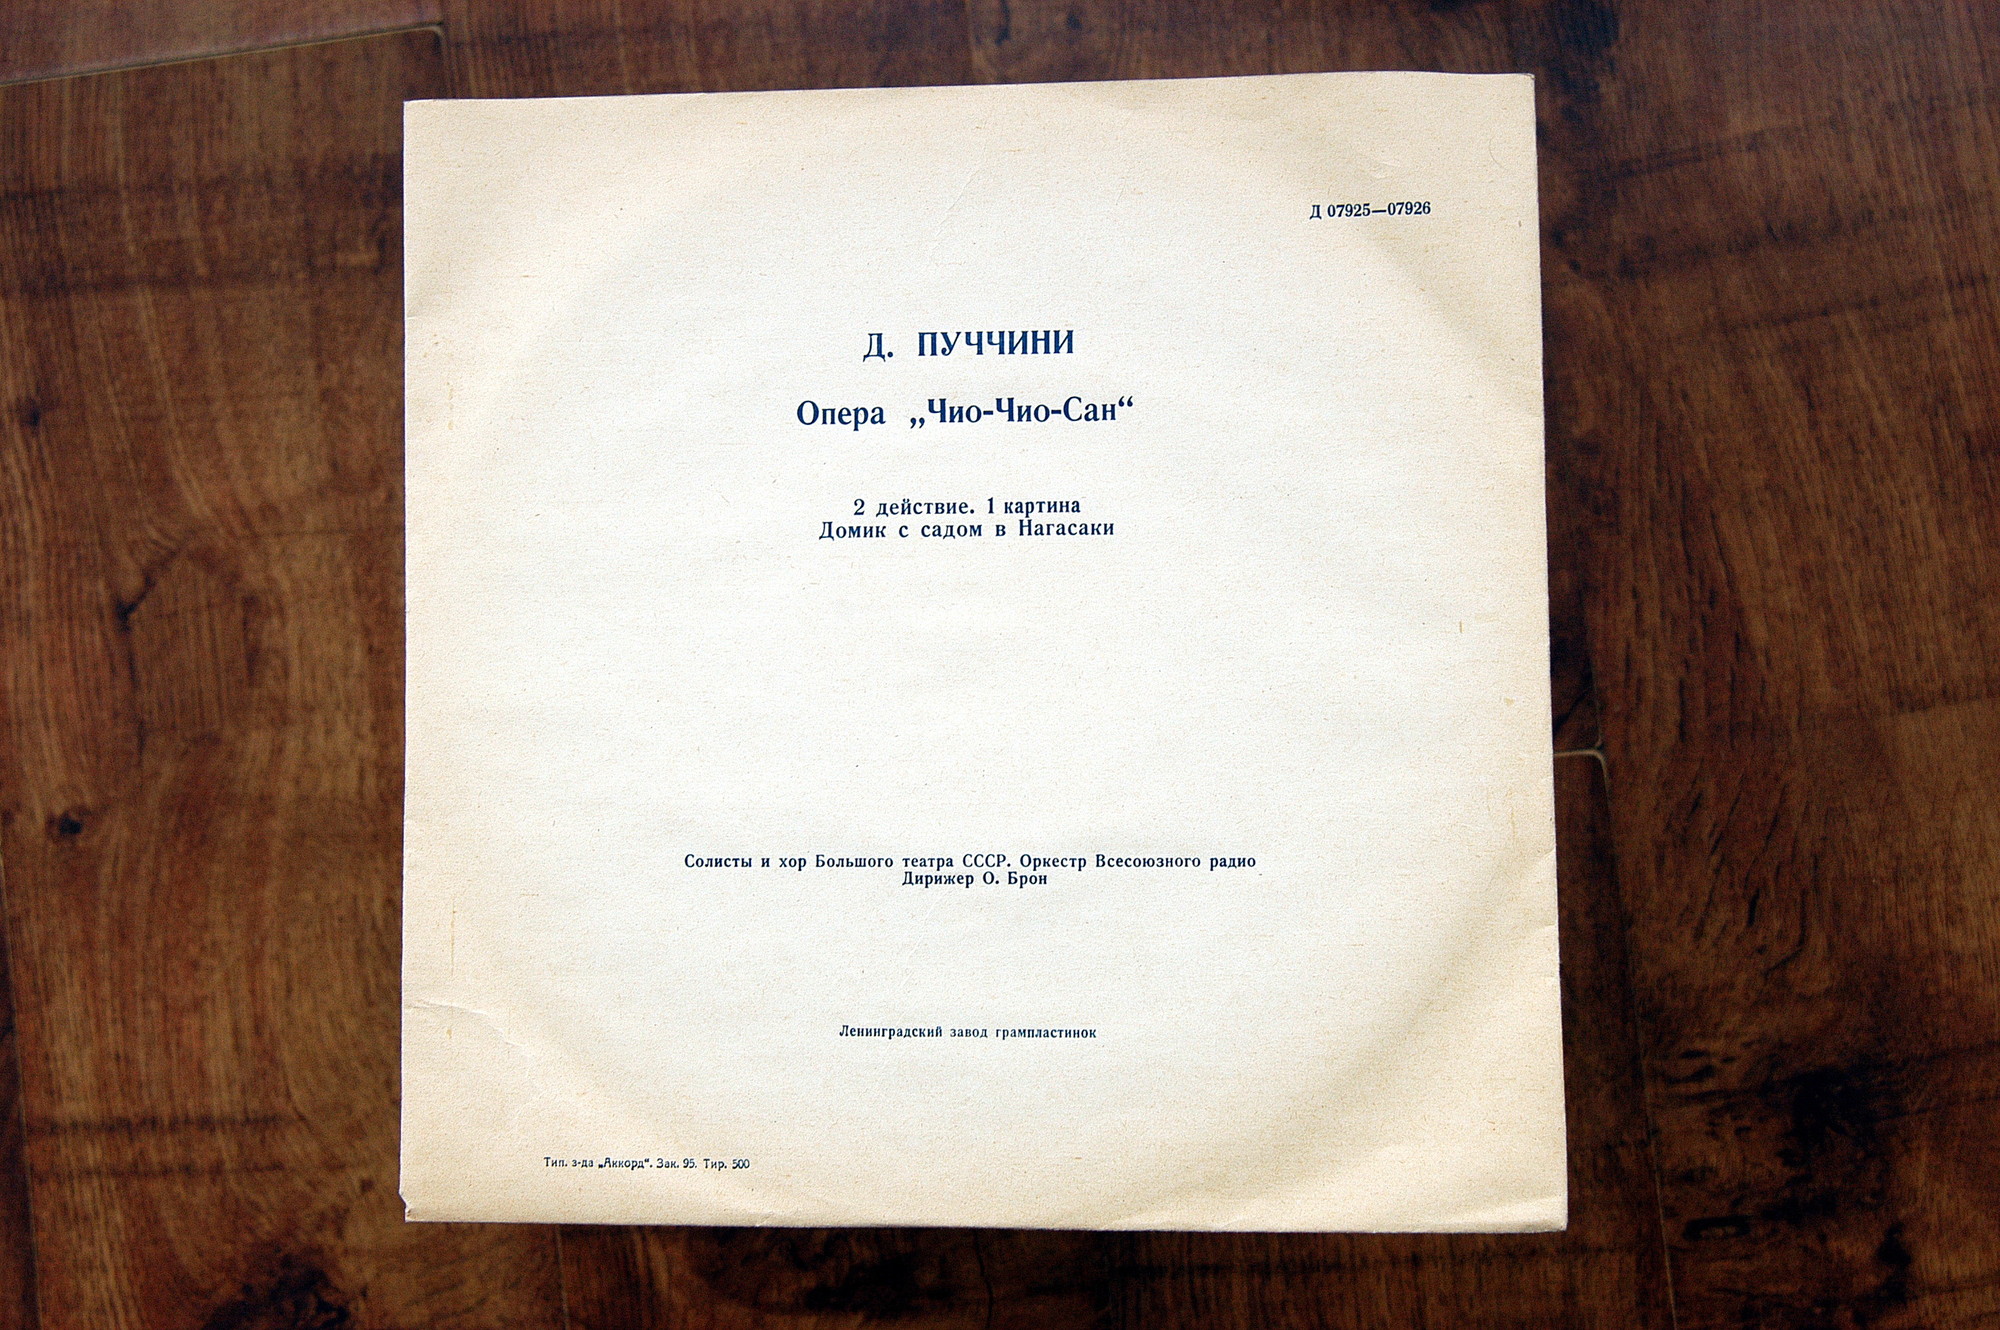 Д 07925—07926
Д. ПУЧЧИНИ
Опера „Чио-Чио-Сан“
2 действие. 1 картина
Домик с садом в Нагасаки
Солисты и хор Большого театра СССР. Оркестр Всесоюзного радио
Дирижер О. Брон
Ленинградский завод грампластинок
Тип. з-да „Аккорд“. Зак. 95. Тир. 500